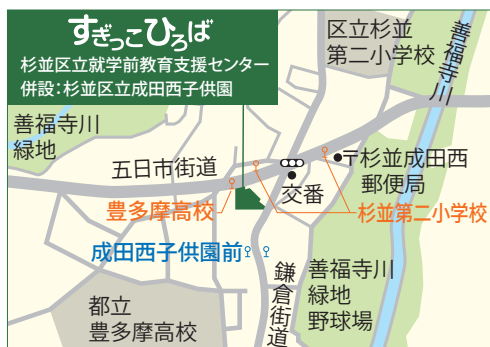 すぎっこひろば
杉並区立就学前教育支援センター
併設：杉並区立成田西子供園
区立杉並
第二小学校
善福寺川
善福寺川
緑地
五日市街道
〒杉並成田西
郵便局
交番
豊多摩高校
杉並第二小学校
成田西子供園前
鎌倉街道
善福寺川
緑地
野球場
都立
豊多摩高校